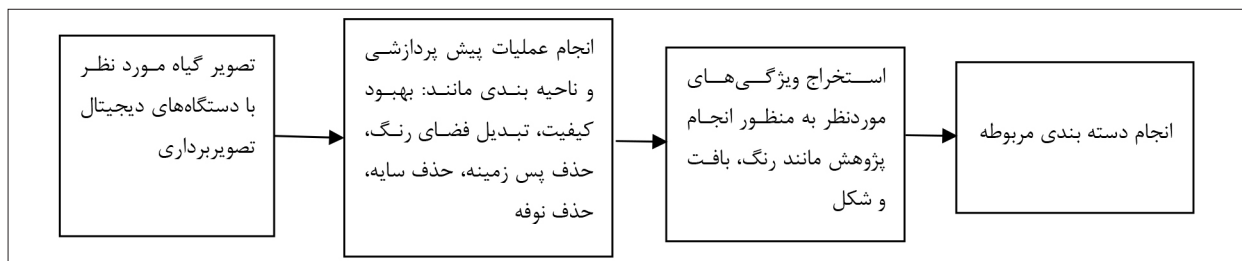 تصویر گیاه مورد نظر
با دستگاه‌های دیجیتال
تصویربرداری
انجام عملیات پیش پردازشی
و ناحیه بندی مانند: بهبود
کیفیت، تبدیل فضای رنگ،
حذف پس زمینه، حذف سایه،
حذف نوفه
استخراج ویژگی‌های
موردنظر به منظور انجام
پژوهش مانند رنگ، بافت
و شکل
انجام دسته بندی مربوطه